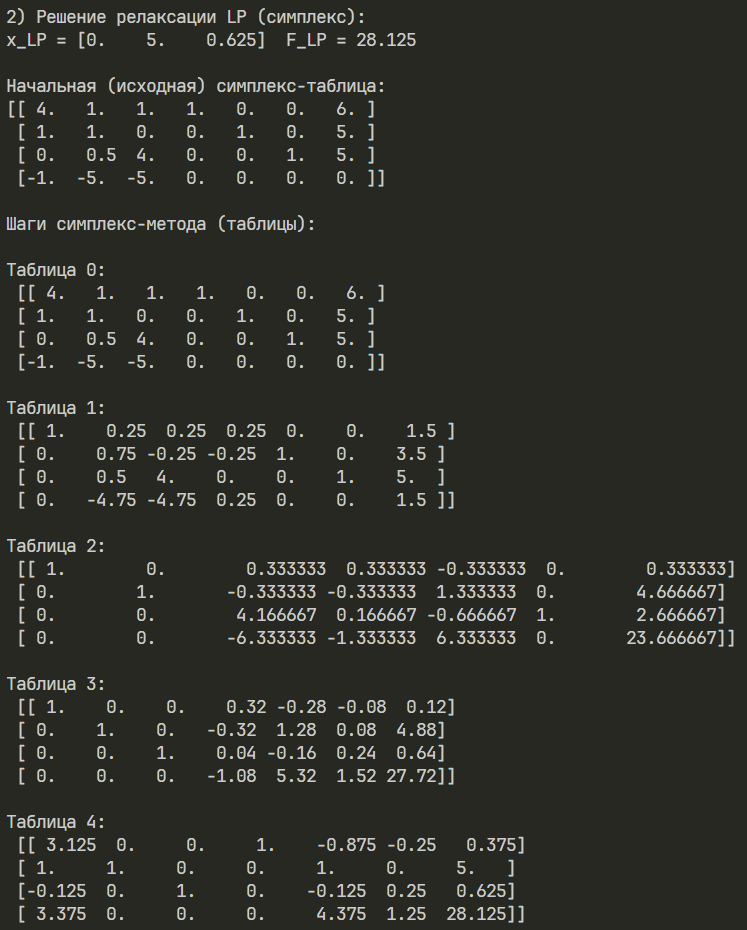 2) Решение релаксации LP (симплекс):
x_LP = [0.    5.    0.625]  F_LP = 28.125

Начальная (исходная) симплекс-таблица:
[[ 4.   1.   1.   1.   0.   0.   6. ]
 [ 1.   1.   0.   0.   1.   0.   5. ]
 [ 0.   0.5  4.   0.   0.   1.   5. ]
 [-1.  -5.  -5.   0.   0.   0.   0. ]]

Шаги симплекс-метода (таблицы):

Таблица 0:
 [[ 4.   1.   1.   1.   0.   0.   6. ]
 [ 1.   1.   0.   0.   1.   0.   5. ]
 [ 0.   0.5  4.   0.   0.   1.   5. ]
 [-1.  -5.  -5.   0.   0.   0.   0. ]]

Таблица 1:
 [[ 1.    0.25  0.25  0.25  0.    0.    1.5 ]
 [ 0.    0.75 -0.25 -0.25  1.    0.    3.5 ]
 [ 0.    0.5   4.    0.    0.    1.    5.  ]
 [ 0.   -4.75 -4.75  0.25  0.    0.    1.5 ]]

Таблица 2:
 [[ 1.        0.        0.333333  0.333333 -0.333333  0.        0.333333]
 [ 0.        1.       -0.333333 -0.333333  1.333333  0.        4.666667]
 [ 0.        0.        4.166667  0.166667 -0.666667  1.        2.666667]
 [ 0.        0.       -6.333333 -1.333333  6.333333  0.       23.666667]]

Таблица 3:
 [[ 1.    0.    0.    0.32 -0.28 -0.08  0.12]
 [ 0.    1.    0.   -0.32  1.28  0.08  4.88]
 [ 0.    0.    1.    0.04 -0.16  0.24  0.64]
 [ 0.    0.    0.   -1.08  5.32  1.52 27.72]]

Таблица 4:
 [[ 3.125  0.     0.     1.    -0.875 -0.25   0.375]
 [ 1.     1.     0.     0.     1.     0.     5.   ]
 [-0.125  0.     1.     0.    -0.125  0.25   0.625]
 [ 3.375  0.     0.     0.     4.375  1.25  28.125]]